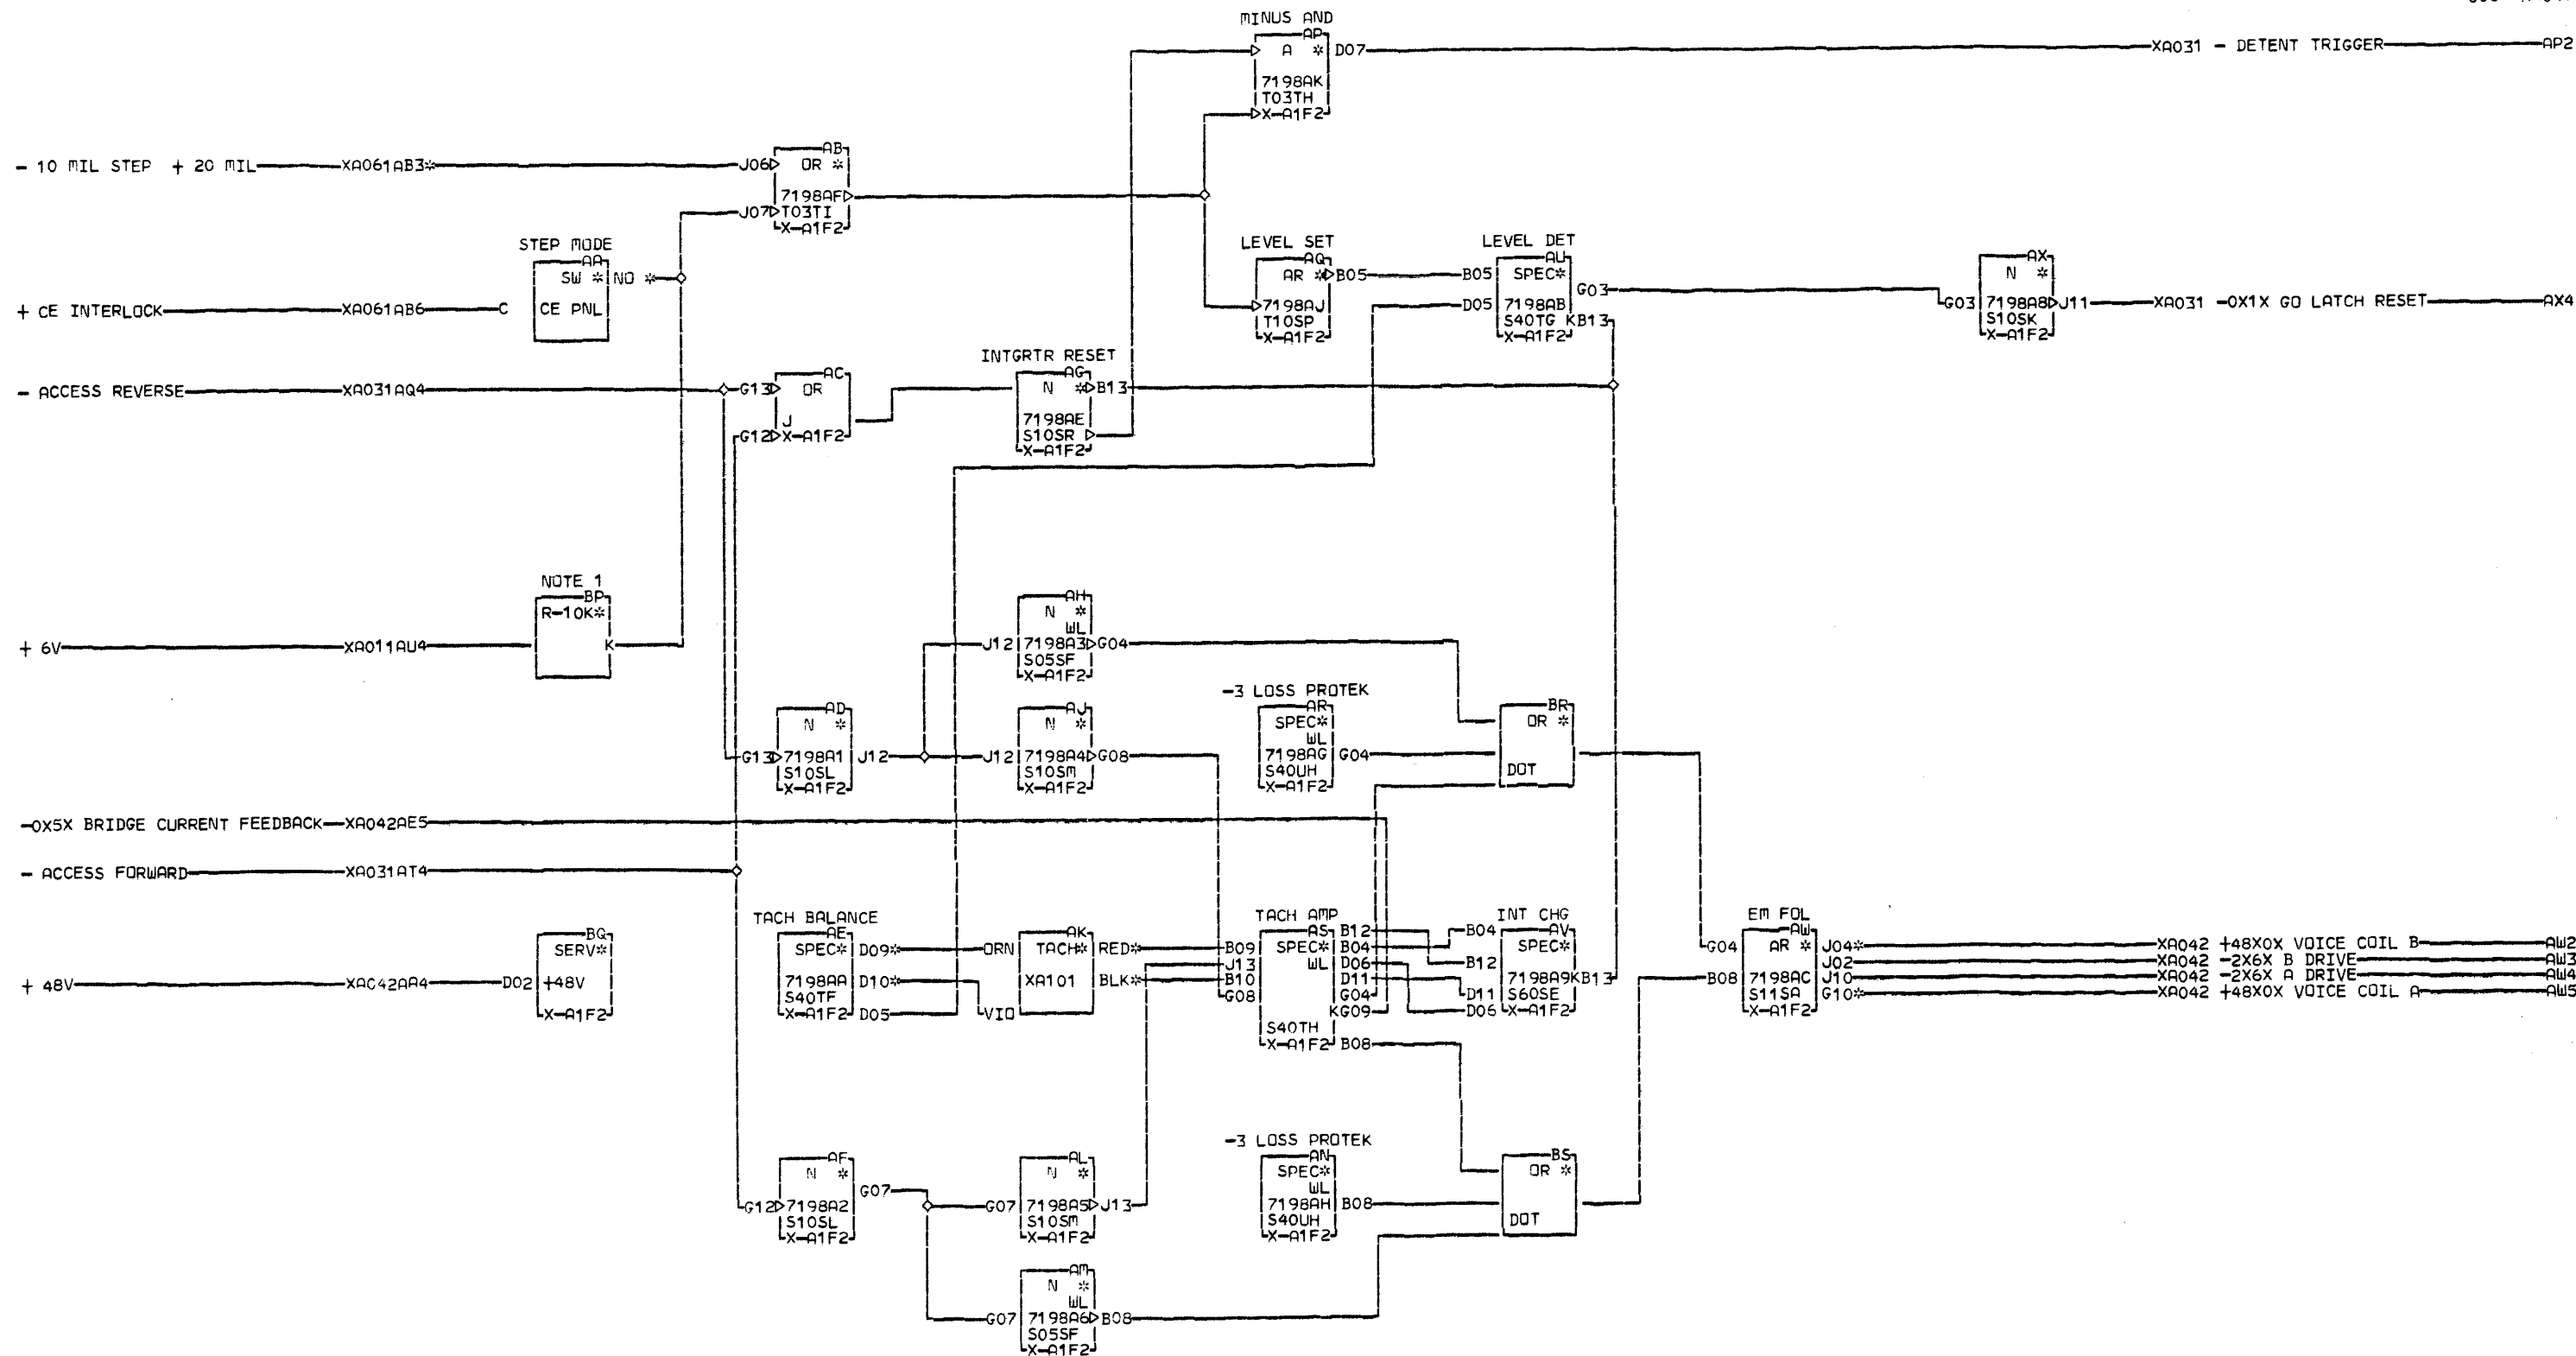 MINUS AND
AP
A * D07 XA031 - DETENT TRIGGER AP2
7198AK
T03TH
X-A1F2
- 10 MIL STEP + 20 MIL XA061AB3* J06
AB
OR *
7198AF
J07 T03TI
X-A1F2
STEP MODE
AA
SW * NO *
+ CE INTERLOCK XA061AB6 C CE PNL
LEVEL SET
AQ
AR * B05
7198AJ
T10SP
X-A1F2
LEVEL DET
AU
B05 SPEC*
G03
D05 7198AB
S40TG KB13
X-A1F2
AX
N *
G03 7198A8 J11 XA031 -0X1X GO LATCH RESET AX4
S10SK
X-A1F2
- ACCESS REVERSE XA031AQ4 G13
AC
OR
J
G12 X-A1F2
INTGRTR RESET
AG
N * B13
7198AE
S10SR
X-A1F2
NOTE 1
BP
R-10K*
+ 6V XA011AU4 K
AH
N *
WL
J12 7198A3 G04
S05SF
X-A1F2
AD
N *
G13 7198A1 J12
S10SL
X-A1F2
AJ
N *
J12 7198A4 G08
S10SM
X-A1F2
-3 LOSS PROTEK
AR
SPEC*
WL
7198AG G04
S40UH
X-A1F2
BR
OR *
DOT
-0X5X BRIDGE CURRENT FEEDBACK XA042AE5
- ACCESS FORWARD XA031AT4
BQ
SERV*
+ 48V XAC42AA4 D02 +48V
X-A1F2
TACH BALANCE
AE
SPEC* D09*
7198AA D10*
S40TF
X-A1F2 D05
AK
ORN TACH* RED*
XA101 BLK*
VIO
TACH AMP
AS B12
B09 SPEC* B04
J13 WL D06
B10 D11
G08 G04
KG09
S40TH
X-A1F2 B08
INT CHG
B04 AV
SPEC*
B12
7198A9 KB13
D11 S60SE
D06 X-A1F2
EM FOL
AW
G04 AR * J04* XA042 +48X0X VOICE COIL B AW2
J02 XA042 -2X6X B DRIVE AW3
B08 7198AC J10 XA042 -2X6X A DRIVE AW4
S11SA G10* XA042 +48X0X VOICE COIL A AW5
X-A1F2
AF
N *
G07
G12 7198A2
S10SL
X-A1F2
AL
N *
G07 7198A5 J13
S10SM
X-A1F2
-3 LOSS PROTEK
AN
SPEC*
WL
7198AH B08
S40UH
X-A1F2
BS
OR *
DOT
AM
N *
WL
G07 7198A6 B08
S05SF
X-A1F2